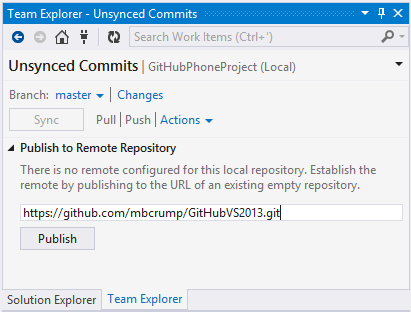 Team Explorer - Unsynced Commits
Search Work Items (Ctrl+')
Unsynced Commits | GitHubPhoneProject (Local)
Branch: master | Changes
Sync Pull | Push | Actions
Publish to Remote Repository
There is no remote configured for this local repository. Establish the
remote by publishing to the URL of an existing empty repository.
https://github.com/mbcrump/GitHubVS2013.git
Publish
Solution Explorer Team Explorer